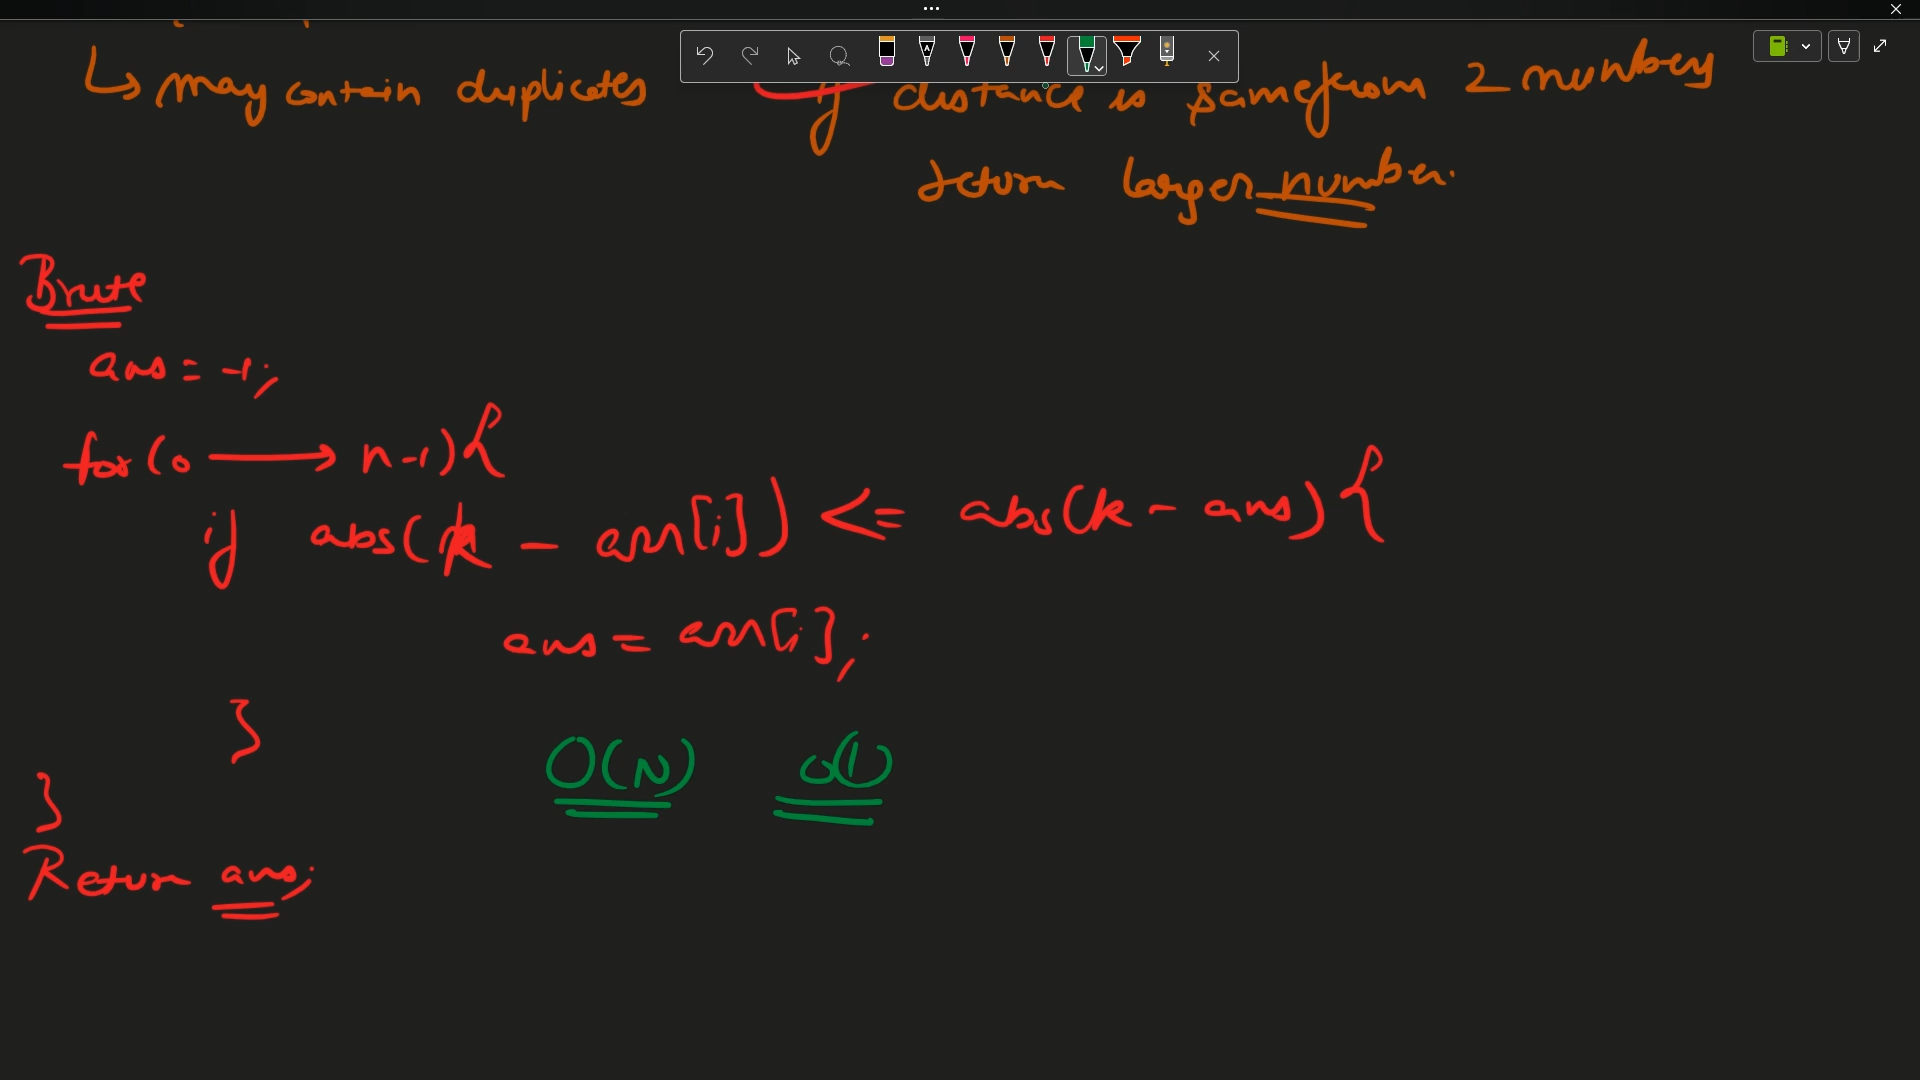 ↳ may contain duplicates
if distance is same from 2 numbers
return larger number.
Brute
ans = -1;
for (0 ⟶ n-1){
if abs(k - arr[i]) <= abs(k - ans){
ans = arr[i];
}
O(N) O(1)
}
Return ans;